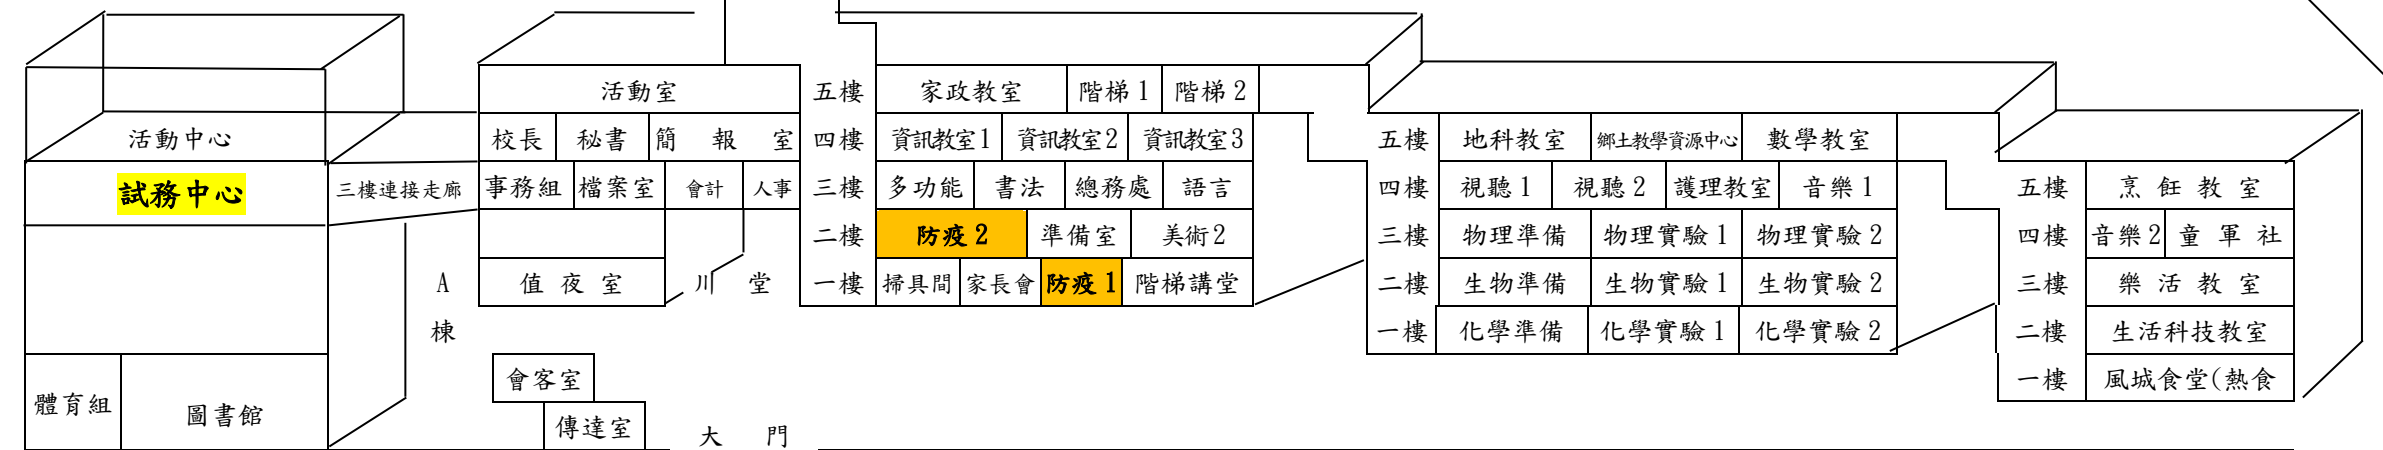 活動室 五樓 家政教室 階梯1 階梯2
活動中心 校長 秘書 簡報室 四樓 資訊教室1 資訊教室2 資訊教室3 五樓 地科教室 鄉土教學資源中心 數學教室
試務中心 三樓連接走廊 事務組 檔案室 會計 人事 三樓 多功能 書法 總務處 語言 四樓 視聽1 視聽2 護理教室 音樂1 五樓 烹飪教室
二樓 防疫2 準備室 美術2 三樓 物理準備 物理實驗1 物理實驗2 四樓 音樂2 童軍社
A 值夜室 川堂 一樓 掃具間 家長會 防疫1 階梯講堂 二樓 生物準備 生物實驗1 生物實驗2 三樓 樂活教室
棟 一樓 化學準備 化學實驗1 化學實驗2 二樓 生活科技教室
體育組 圖書館 會客室 一樓 風城食堂(熱食
傳達室 大門